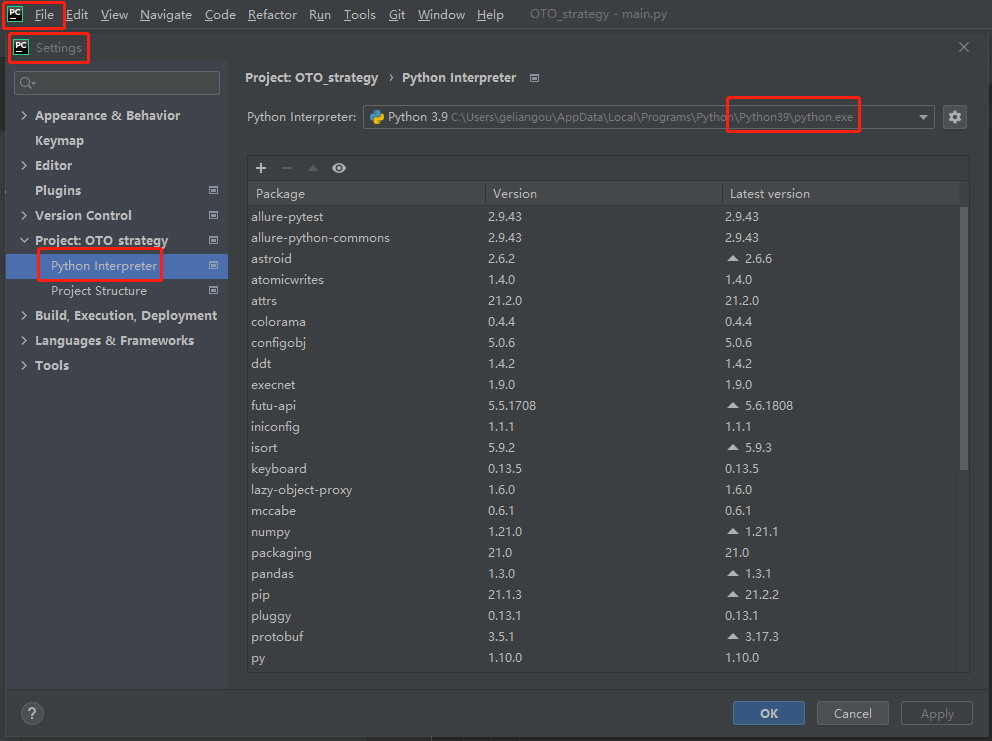 PC File Edit View Navigate Code Refactor Run Tools Git Window Help OTO_strategy - main.py
PC Settings
Project: OTO_strategy › Python Interpreter
Appearance & Behavior
Keymap
Editor
Plugins
Version Control
Project: OTO_strategy
Python Interpreter
Project Structure
Build, Execution, Deployment
Languages & Frameworks
Tools
Python Interpreter: Python 3.9 C:\Users\geliangou\AppData\Local\Programs\Python\Python39\python.exe
Package Version Latest version
allure-pytest 2.9.43 2.9.43
allure-python-commons 2.9.43 2.9.43
astroid 2.6.2 2.6.6
atomicwrites 1.4.0 1.4.0
attrs 21.2.0 21.2.0
colorama 0.4.4 0.4.4
configobj 5.0.6 5.0.6
ddt 1.4.2 1.4.2
execnet 1.9.0 1.9.0
futu-api 5.5.1708 5.6.1808
iniconfig 1.1.1 1.1.1
isort 5.9.2 5.9.3
keyboard 0.13.5 0.13.5
lazy-object-proxy 1.6.0 1.6.0
mccabe 0.6.1 0.6.1
numpy 1.21.0 1.21.1
packaging 21.0 21.0
pandas 1.3.0 1.3.1
pip 21.1.3 21.2.2
pluggy 0.13.1 0.13.1
protobuf 3.5.1 3.17.3
py 1.10.0 1.10.0
? OK Cancel Apply